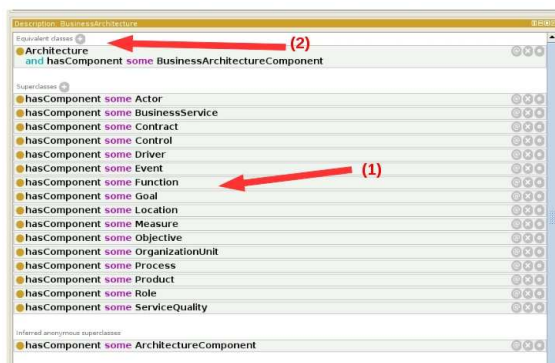 Description: BusinessArchitecture
Equivalent classes
(2)
Architecture
and hasComponent some BusinessArchitectureComponent
Superclasses
hasComponent some Actor
hasComponent some BusinessService
hasComponent some Contract
hasComponent some Control
hasComponent some Driver
hasComponent some Event
(1)
hasComponent some Function
hasComponent some Goal
hasComponent some Location
hasComponent some Measure
hasComponent some Objective
hasComponent some OrganizationUnit
hasComponent some Process
hasComponent some Product
hasComponent some Role
hasComponent some ServiceQuality
Inferred anonymous superclasses
hasComponent some ArchitectureComponent